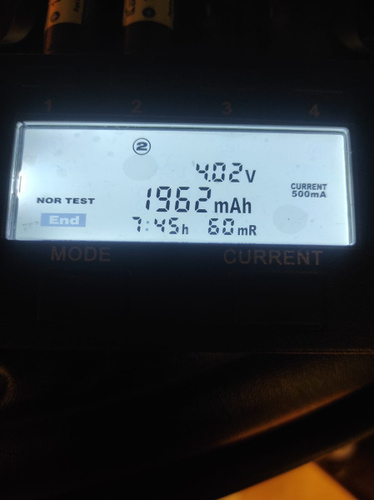 1 2 3 4
2
4.02V
NOR TEST 1962mAh CURRENT 500mA
End 7:45h 60mR
MODE CURRENT